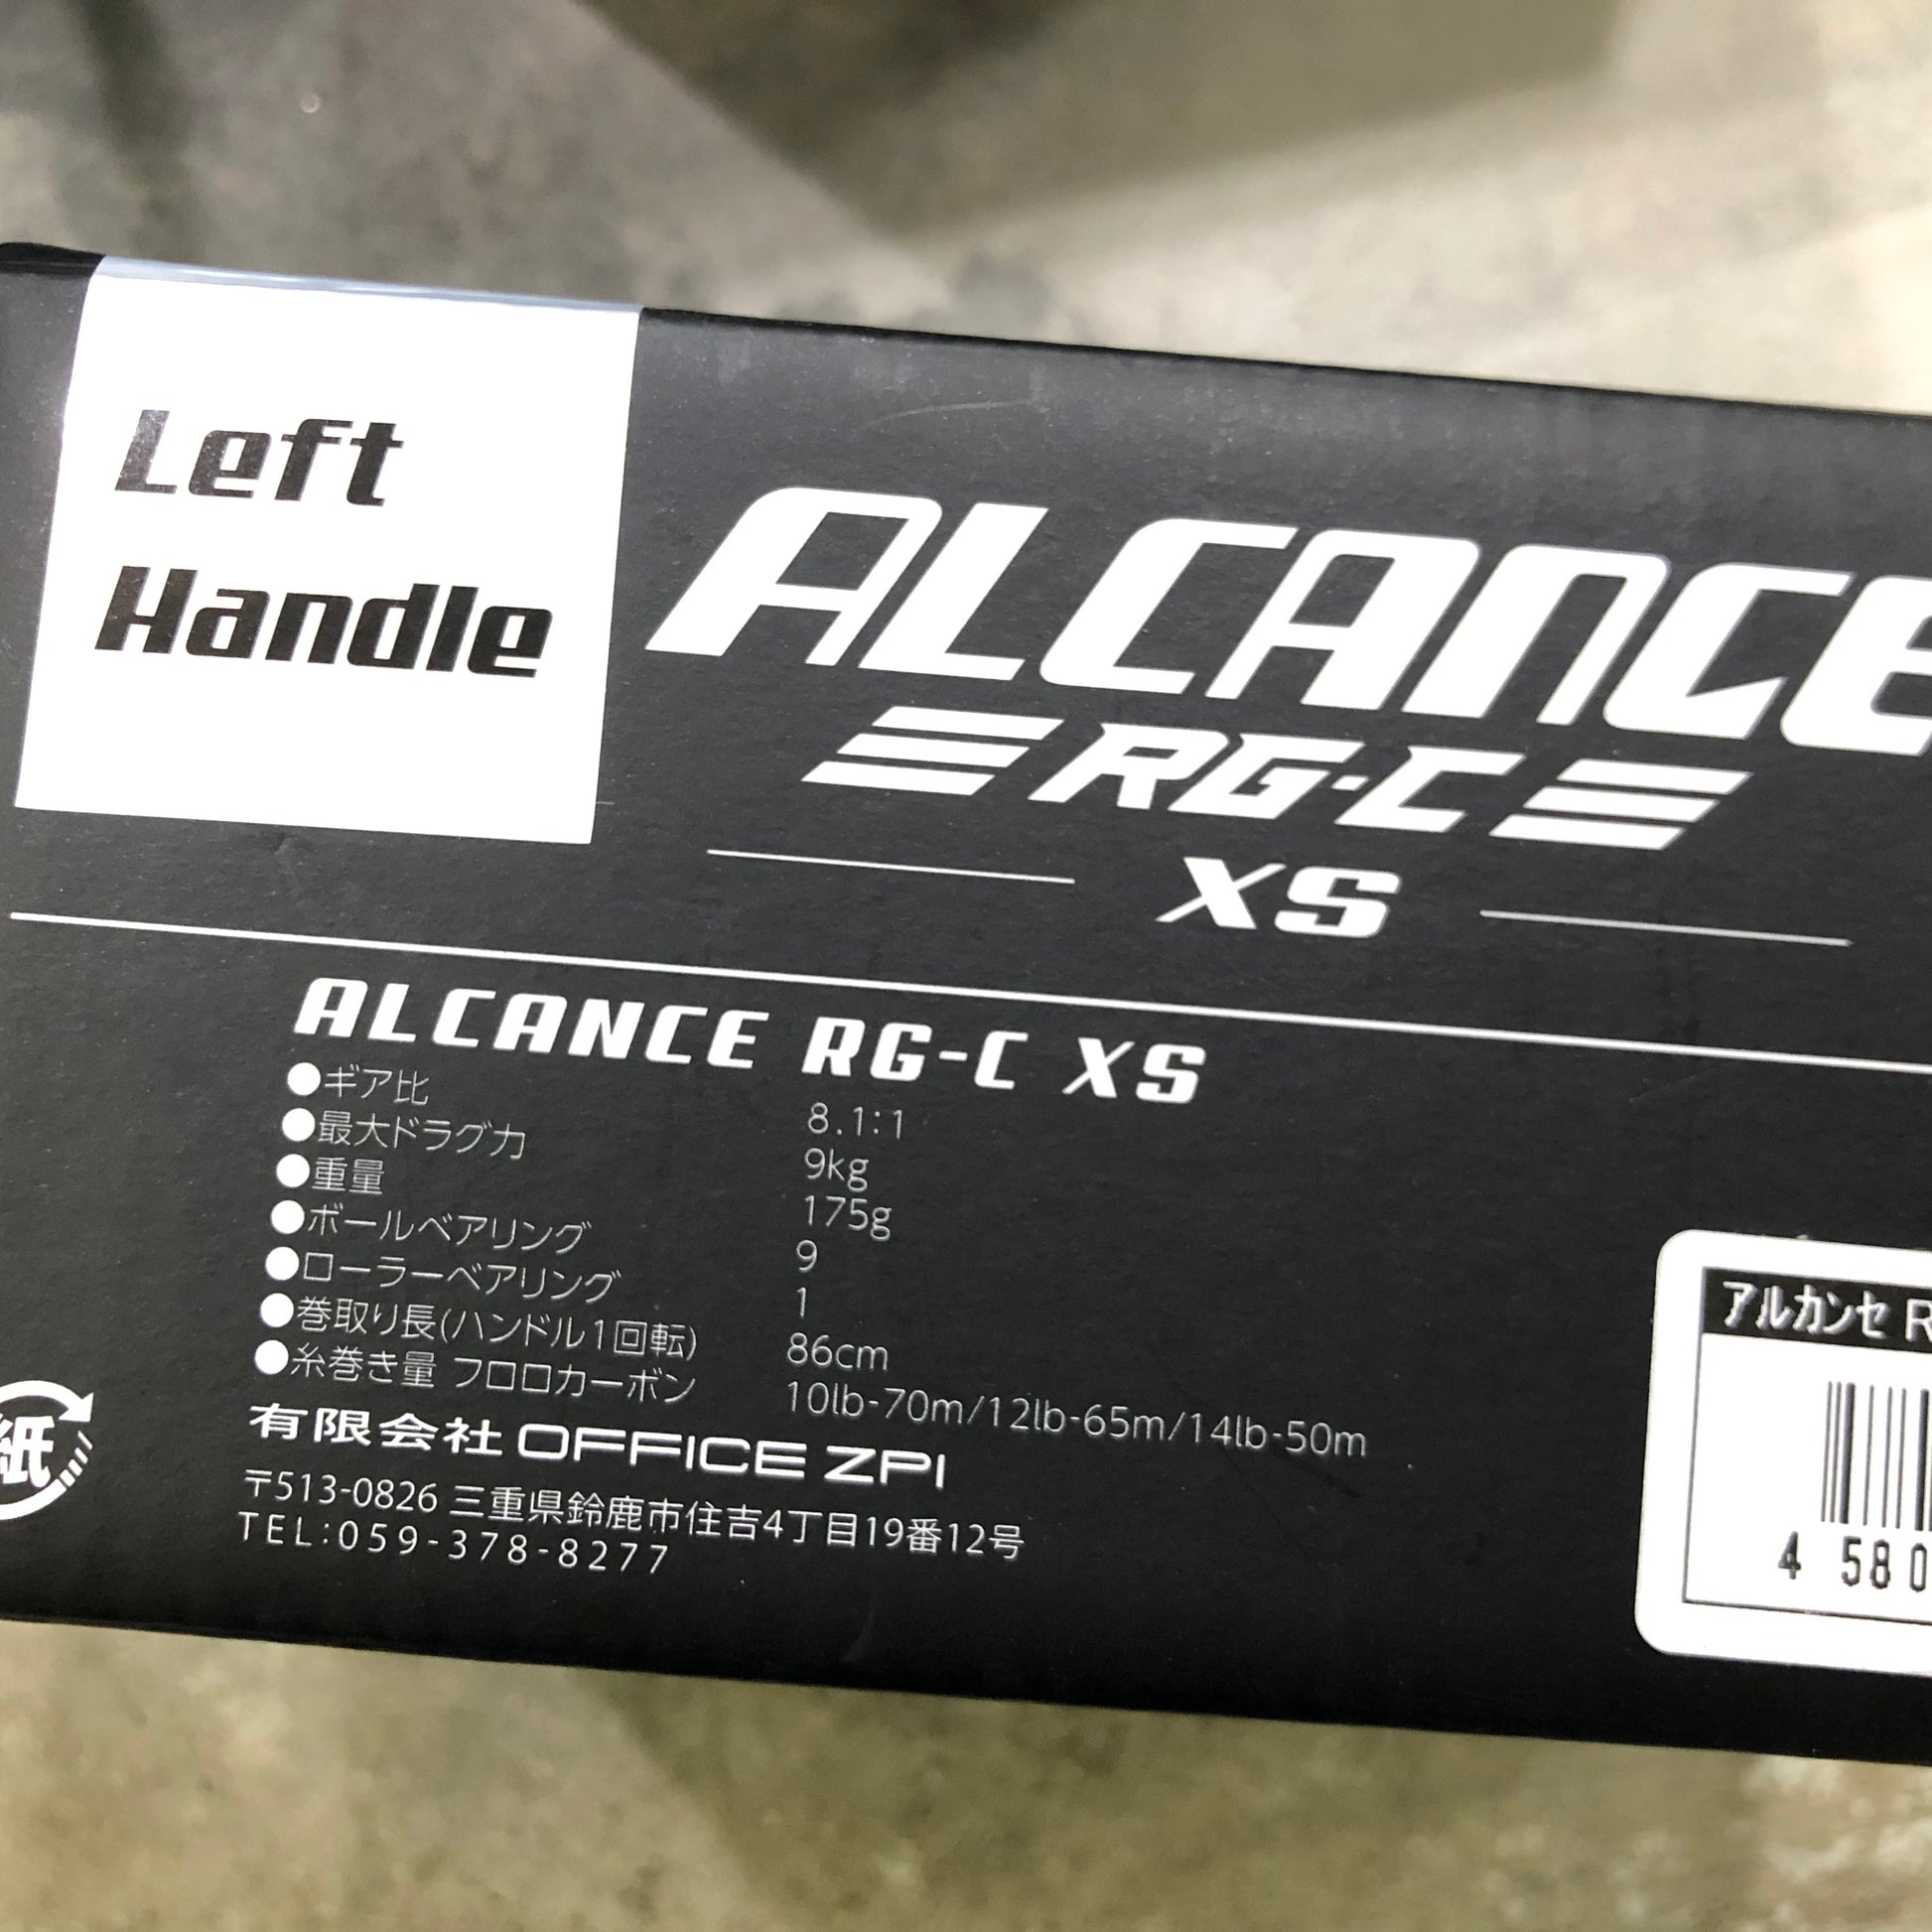 Left
Handle
ALCANCE
RG·C
XS
ALCANCE RG-C XS
●ギア比 8.1:1
●最大ドラグ力 9kg
●重量 175g
●ボールベアリング 9
●ローラーベアリング 1
●巻取り長(ハンドル1回転) 86cm
●糸巻き量 フロロカーボン 10lb-70m/12lb-65m/14lb-50m
有限会社 OFFICE ZPI
〒513-0826 三重県鈴鹿市住吉4丁目19番12号
TEL:059-378-8277
紙
アルカンセ R
4 580